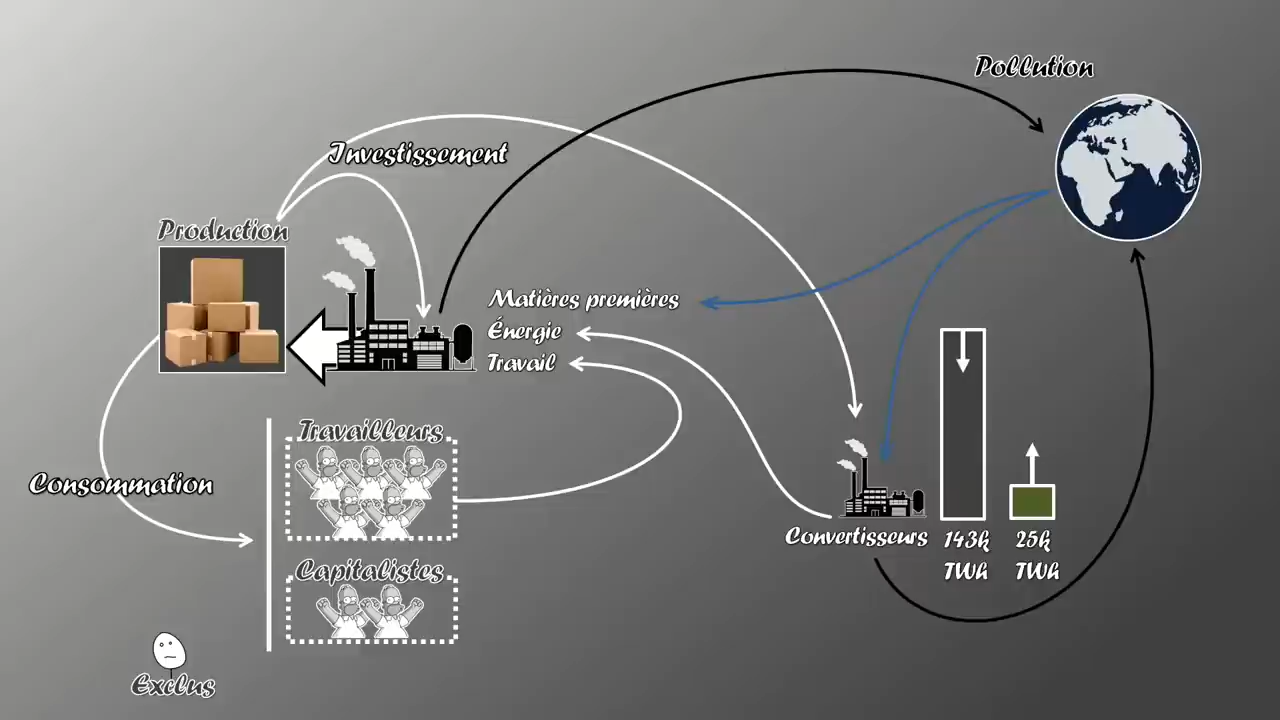 Pollution
Investissement
Production
Matières premières
Énergie
Travail
Travailleurs
Consommation
Convertisseurs
143k
TWh
25k
TWh
Capitalistes
Exclus